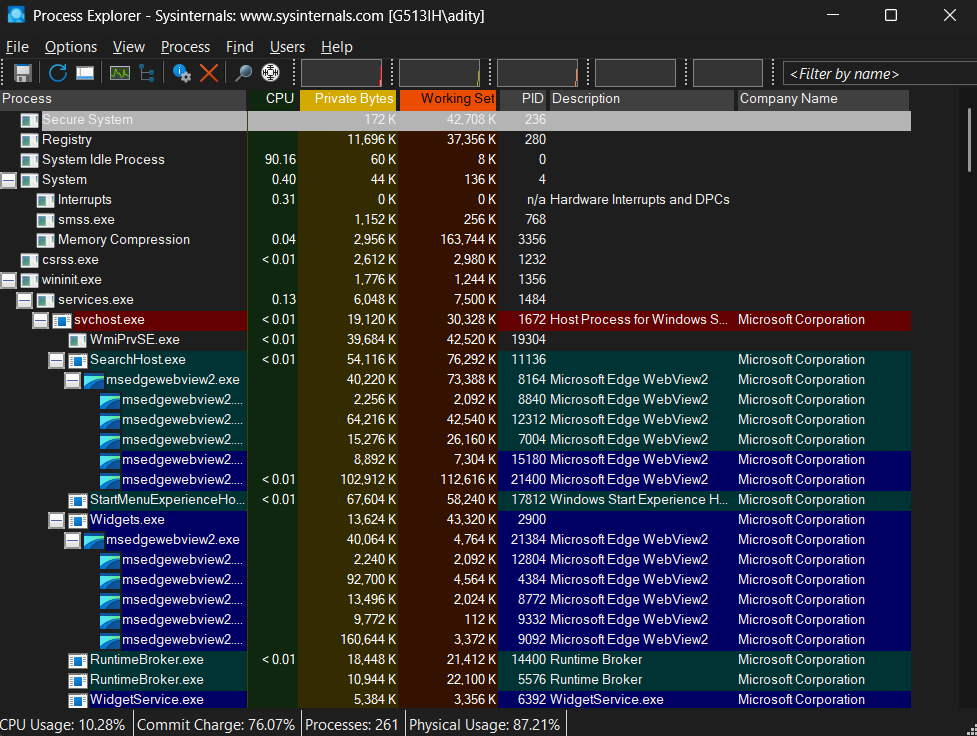 Process Explorer - Sysinternals: www.sysinternals.com [G513IH\adity]
File Options View Process Find Users Help
<Filter by name>
Process CPU Private Bytes Working Set PID Description Company Name
Secure System 172 K 42,708 K 236
Registry 11,696 K 37,356 K 280
System Idle Process 90.16 60 K 8 K 0
System 0.40 44 K 136 K 4
Interrupts 0.31 0 K 0 K n/a Hardware Interrupts and DPCs
smss.exe 1,152 K 256 K 768
Memory Compression 0.04 2,956 K 163,744 K 3356
csrss.exe < 0.01 2,612 K 2,980 K 1232
wininit.exe 1,776 K 1,244 K 1356
services.exe 0.13 6,048 K 7,500 K 1484
svchost.exe < 0.01 19,120 K 30,328 K 1672 Host Process for Windows S... Microsoft Corporation
WmiPrvSE.exe < 0.01 39,684 K 42,520 K 19304
SearchHost.exe < 0.01 54,116 K 76,292 K 11136 Microsoft Corporation
msedgewebview2.exe 40,220 K 73,388 K 8164 Microsoft Edge WebView2 Microsoft Corporation
msedgewebview2.... 2,256 K 2,092 K 8840 Microsoft Edge WebView2 Microsoft Corporation
msedgewebview2.... 64,216 K 42,540 K 12312 Microsoft Edge WebView2 Microsoft Corporation
msedgewebview2.... 15,276 K 26,160 K 7004 Microsoft Edge WebView2 Microsoft Corporation
msedgewebview2.... 8,892 K 7,304 K 15180 Microsoft Edge WebView2 Microsoft Corporation
msedgewebview2.... < 0.01 102,912 K 112,616 K 21400 Microsoft Edge WebView2 Microsoft Corporation
StartMenuExperienceHo... < 0.01 67,604 K 58,240 K 17812 Windows Start Experience H... Microsoft Corporation
Widgets.exe 13,624 K 43,320 K 2900 Microsoft Corporation
msedgewebview2.exe 40,064 K 4,764 K 21384 Microsoft Edge WebView2 Microsoft Corporation
msedgewebview2.... 2,240 K 2,092 K 12804 Microsoft Edge WebView2 Microsoft Corporation
msedgewebview2.... 92,700 K 4,564 K 4384 Microsoft Edge WebView2 Microsoft Corporation
msedgewebview2.... 13,496 K 2,024 K 8772 Microsoft Edge WebView2 Microsoft Corporation
msedgewebview2.... 9,772 K 112 K 9332 Microsoft Edge WebView2 Microsoft Corporation
msedgewebview2.... 160,644 K 3,372 K 9092 Microsoft Edge WebView2 Microsoft Corporation
RuntimeBroker.exe < 0.01 18,448 K 21,412 K 14400 Runtime Broker Microsoft Corporation
RuntimeBroker.exe 10,944 K 22,100 K 5576 Runtime Broker Microsoft Corporation
WidgetService.exe 5,384 K 3,356 K 6392 WidgetService.exe Microsoft Corporation
CPU Usage: 10.28% Commit Charge: 76.07% Processes: 261 Physical Usage: 87.21%